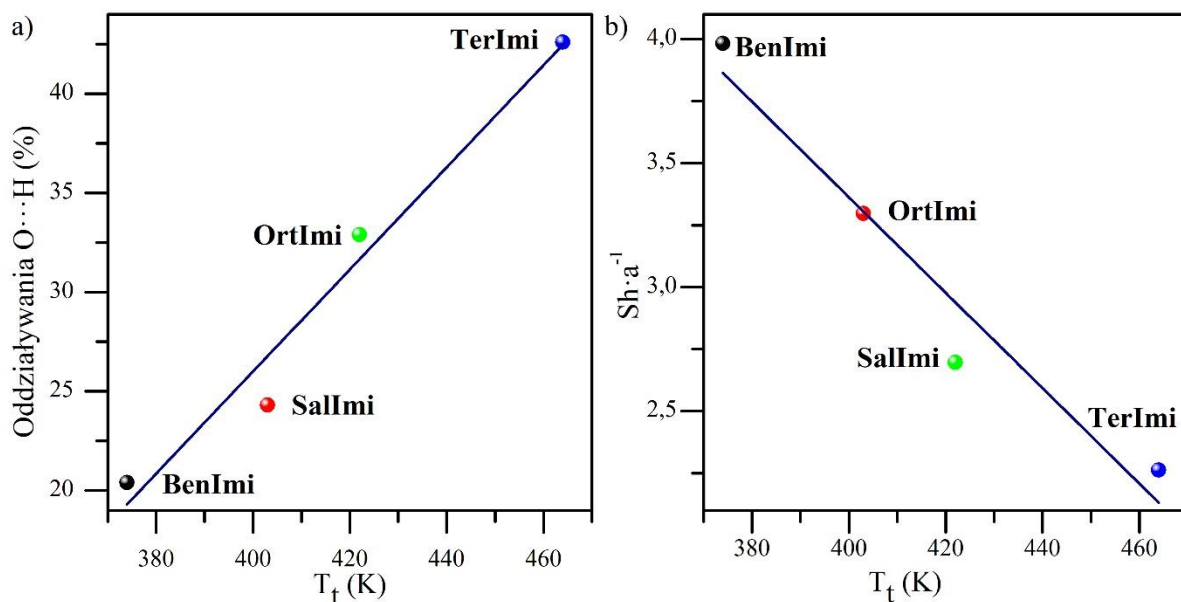 a)
Oddziaływania O···H (%)
40
35
30
25
20
TerImi
OrtImi
SalImi
BenImi
380
400
420
440
460
T_t (K)
b)
Sh·a⁻¹
4,0
3,5
3,0
2,5
BenImi
OrtImi
SalImi
TerImi
380
400
420
440
460
T_t (K)